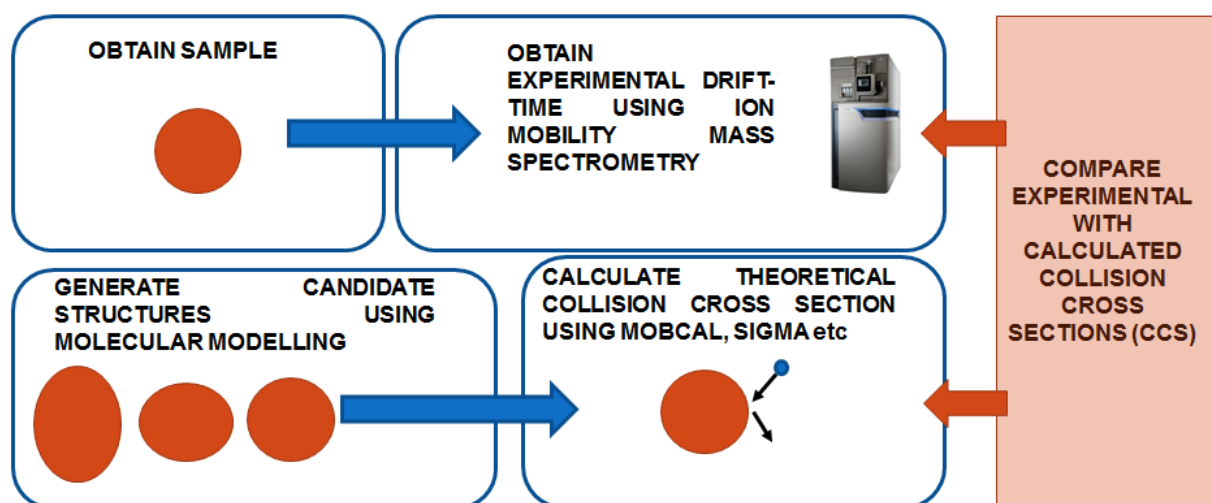 OBTAIN SAMPLE
OBTAIN
EXPERIMENTAL DRIFT-
TIME USING ION
MOBILITY MASS
SPECTROMETRY
GENERATE CANDIDATE
STRUCTURES USING
MOLECULAR MODELLING
CALCULATE THEORETICAL
COLLISION CROSS SECTION
USING MOBCAL, SIGMA etc
COMPARE
EXPERIMENTAL
WITH
CALCULATED
COLLISION
CROSS
SECTIONS (CCS)